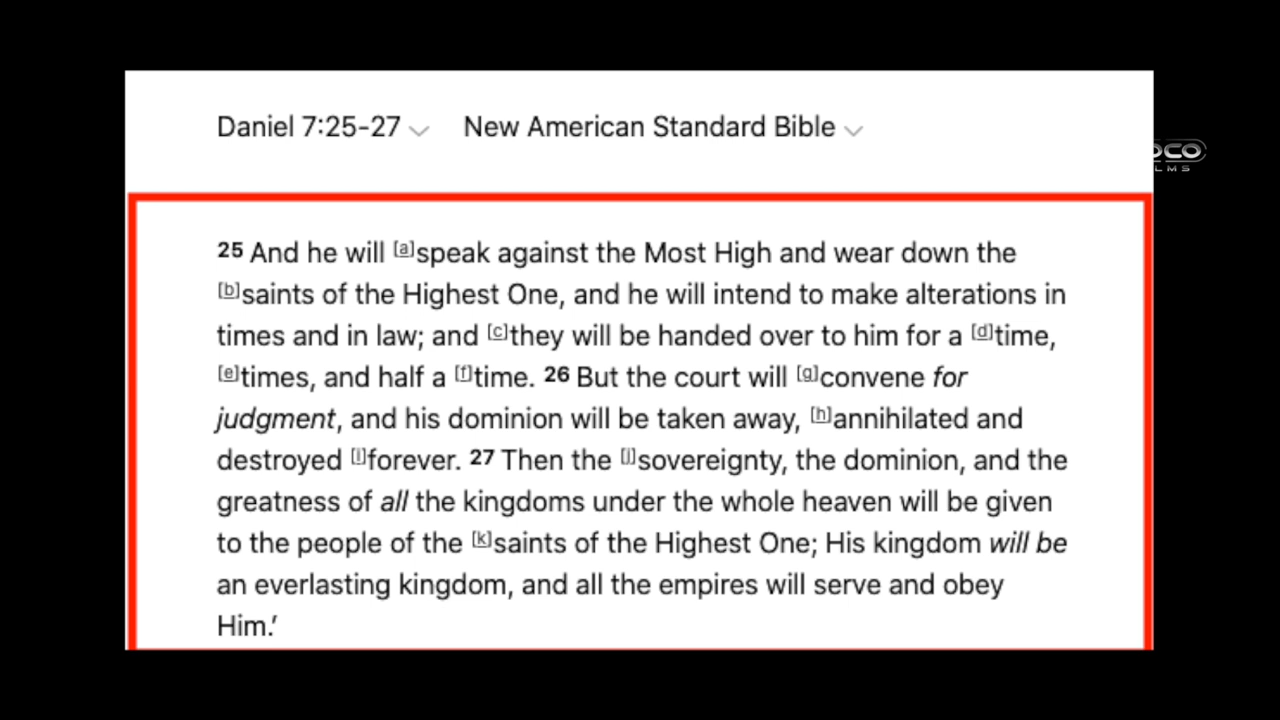 Daniel 7:25-27 New American Standard Bible
OCO
LMS
25 And he will [a]speak against the Most High and wear down the
[b]saints of the Highest One, and he will intend to make alterations in
times and in law; and [c]they will be handed over to him for a [d]time,
[e]times, and half a [f]time. 26 But the court will [g]convene for
judgment, and his dominion will be taken away, [h]annihilated and
destroyed [i]forever. 27 Then the [j]sovereignty, the dominion, and the
greatness of all the kingdoms under the whole heaven will be given
to the people of the [k]saints of the Highest One; His kingdom will be
an everlasting kingdom, and all the empires will serve and obey
Him.’